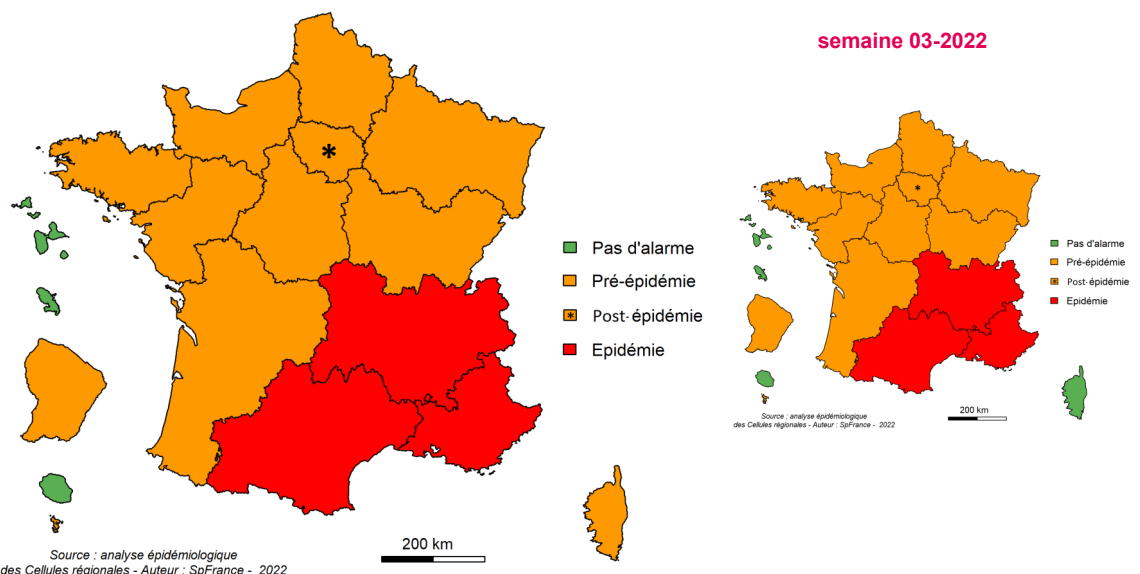 *
Pas d'alarme
Pré-épidémie
* Post-épidémie
Epidémie
200 km
Source : analyse épidémiologique
des Cellules régionales - Auteur : SpFrance - 2022
semaine 03-2022
*
Pas d'alarme
Pré-épidémie
* Post-épidémie
Epidémie
200 km
Source : analyse épidémiologique
des Cellules régionales - Auteur : SpFrance - 2022